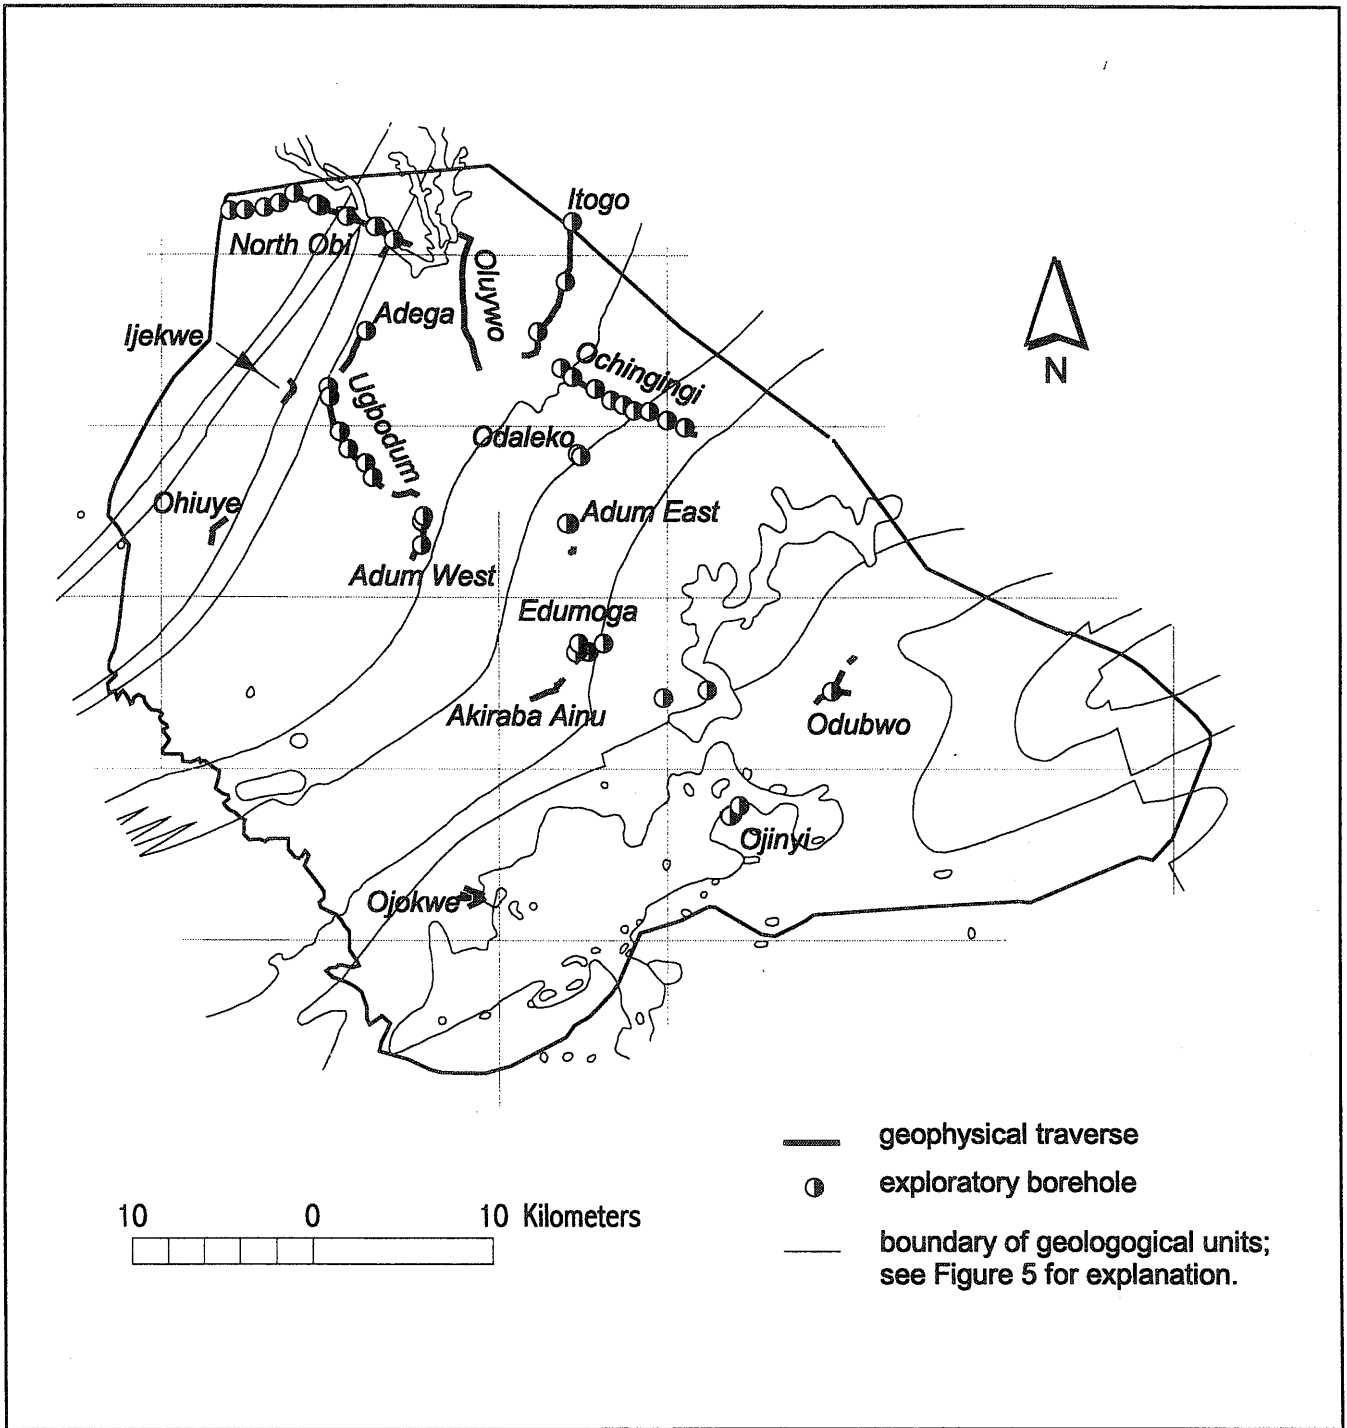 Itogo
North Obi
Oluywo
Adega
Ijekwe
Ochingingi
Ugbodum
Odaleko
Ohiuye
Adum East
Adum West
Edumoga
Akiraba Ainu
Odubwo
Ojinyi
Ojokwe
N
geophysical traverse
exploratory borehole
10 0 10 Kilometers
boundary of geologogical units;
see Figure 5 for explanation.